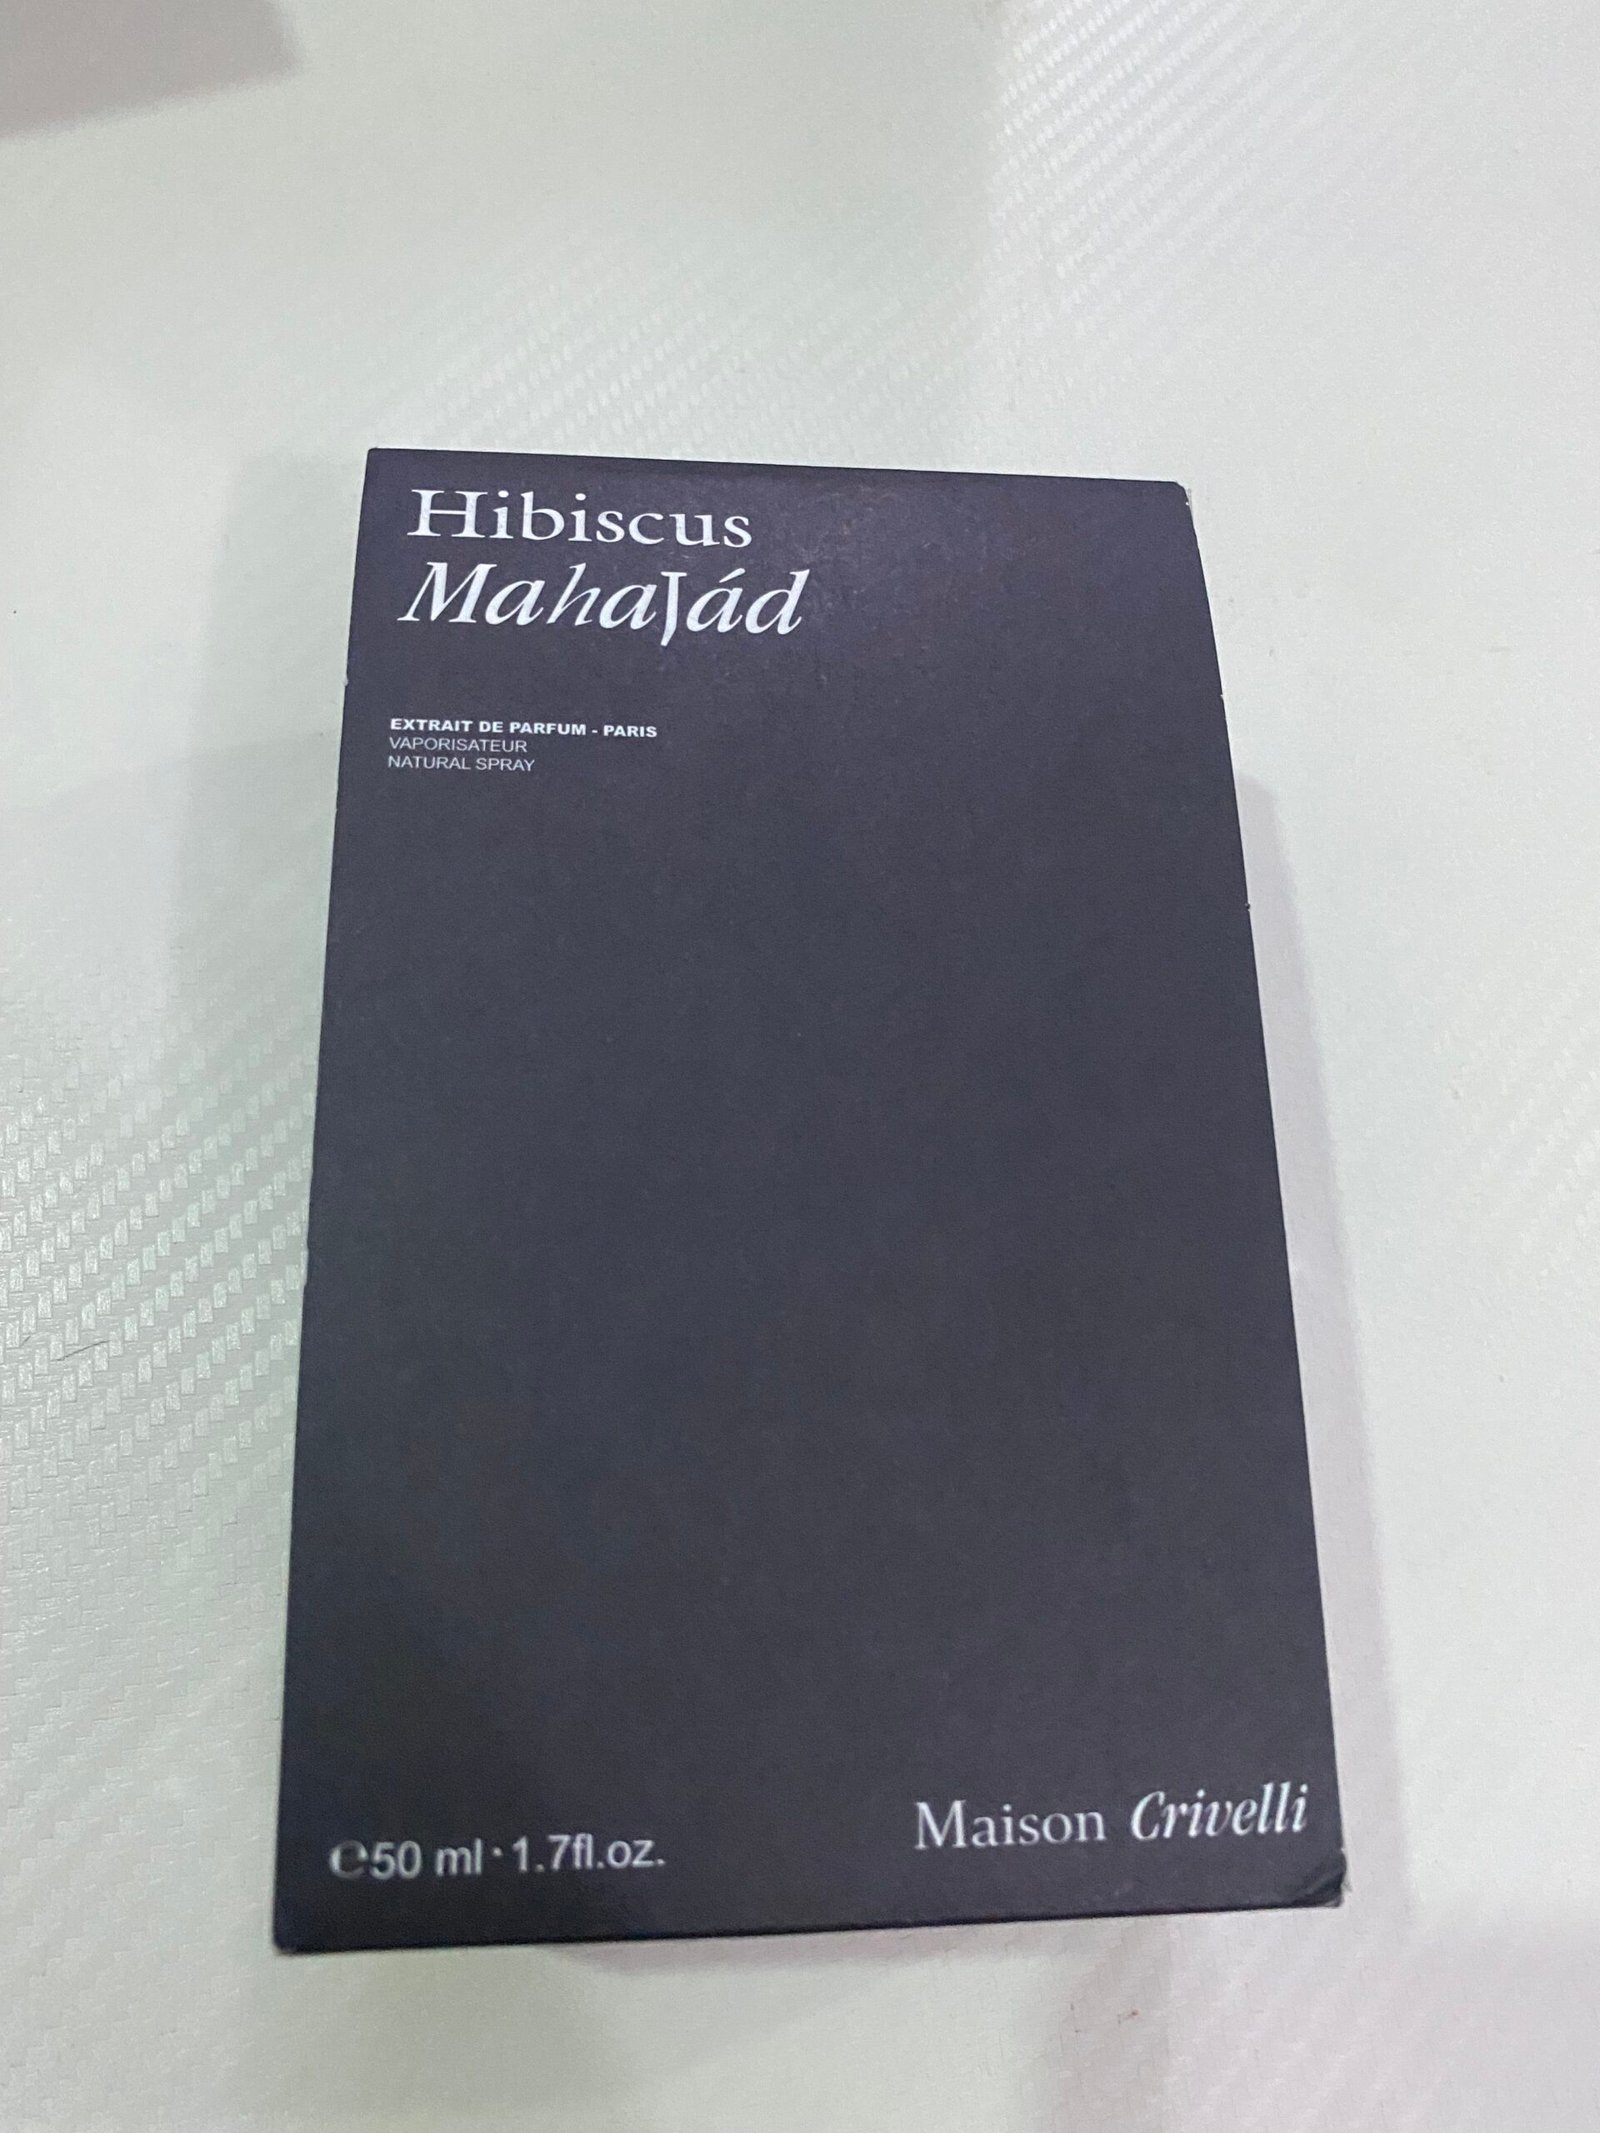 Hibiscus
MahaJád
EXTRAIT DE PARFUM - PARIS
VAPORISATEUR
NATURAL SPRAY
℮50 ml · 1.7fl.oz.
Maison Crivelli